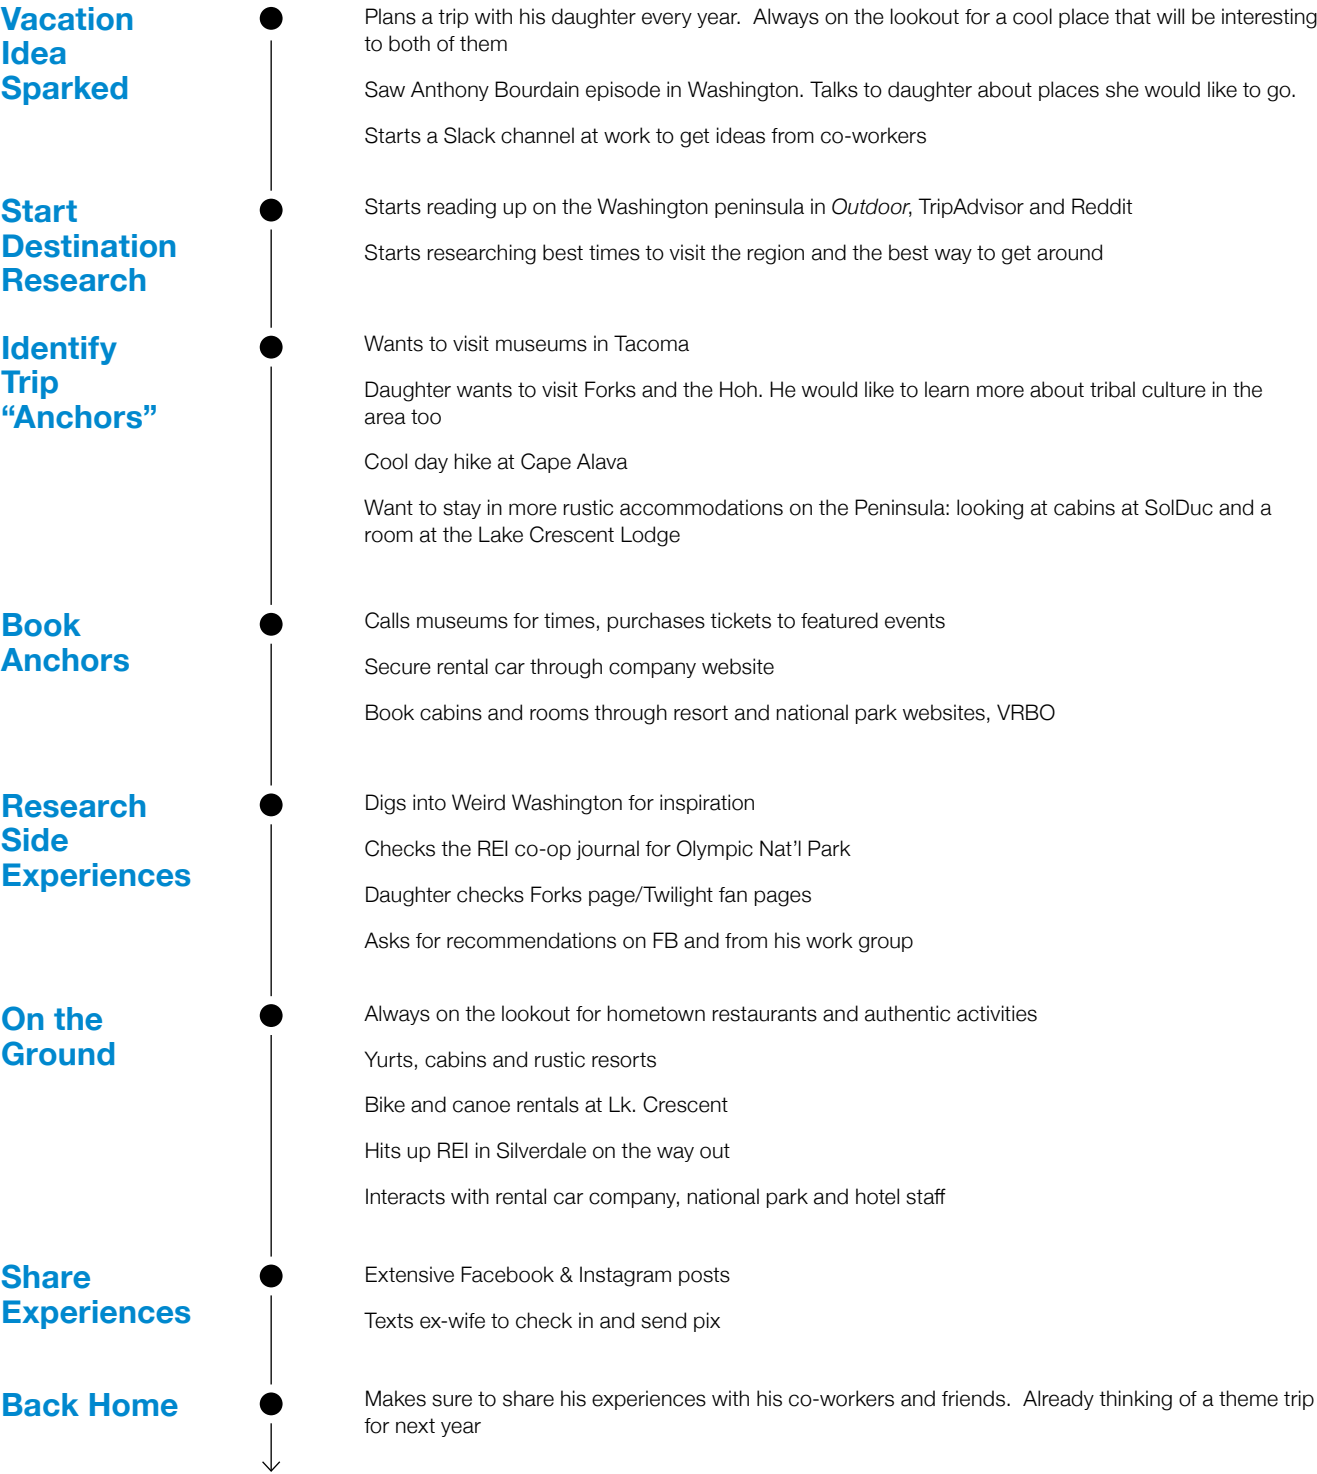 Vacation
Idea
Sparked
Plans a trip with his daughter every year.  Always on the lookout for a cool place that will be interesting
to both of them
Saw Anthony Bourdain episode in Washington. Talks to daughter about places she would like to go.
Starts a Slack channel at work to get ideas from co-workers
Start
Destination
Research
Starts reading up on the Washington peninsula in Outdoor, TripAdvisor and Reddit
Starts researching best times to visit the region and the best way to get around
Identify
Trip
“Anchors”
Wants to visit museums in Tacoma
Daughter wants to visit Forks and the Hoh. He would like to learn more about tribal culture in the
area too
Cool day hike at Cape Alava
Want to stay in more rustic accommodations on the Peninsula: looking at cabins at SolDuc and a
room at the Lake Crescent Lodge
Book
Anchors
Calls museums for times, purchases tickets to featured events
Secure rental car through company website
Book cabins and rooms through resort and national park websites, VRBO
Research
Side
Experiences
Digs into Weird Washington for inspiration
Checks the REI co-op journal for Olympic Nat’l Park
Daughter checks Forks page/Twilight fan pages
Asks for recommendations on FB and from his work group
On the
Ground
Always on the lookout for hometown restaurants and authentic activities
Yurts, cabins and rustic resorts
Bike and canoe rentals at Lk. Crescent
Hits up REI in Silverdale on the way out
Interacts with rental car company, national park and hotel staff
Share
Experiences
Extensive Facebook & Instagram posts
Texts ex-wife to check in and send pix
Back Home
Makes sure to share his experiences with his co-workers and friends.  Already thinking of a theme trip
for next year